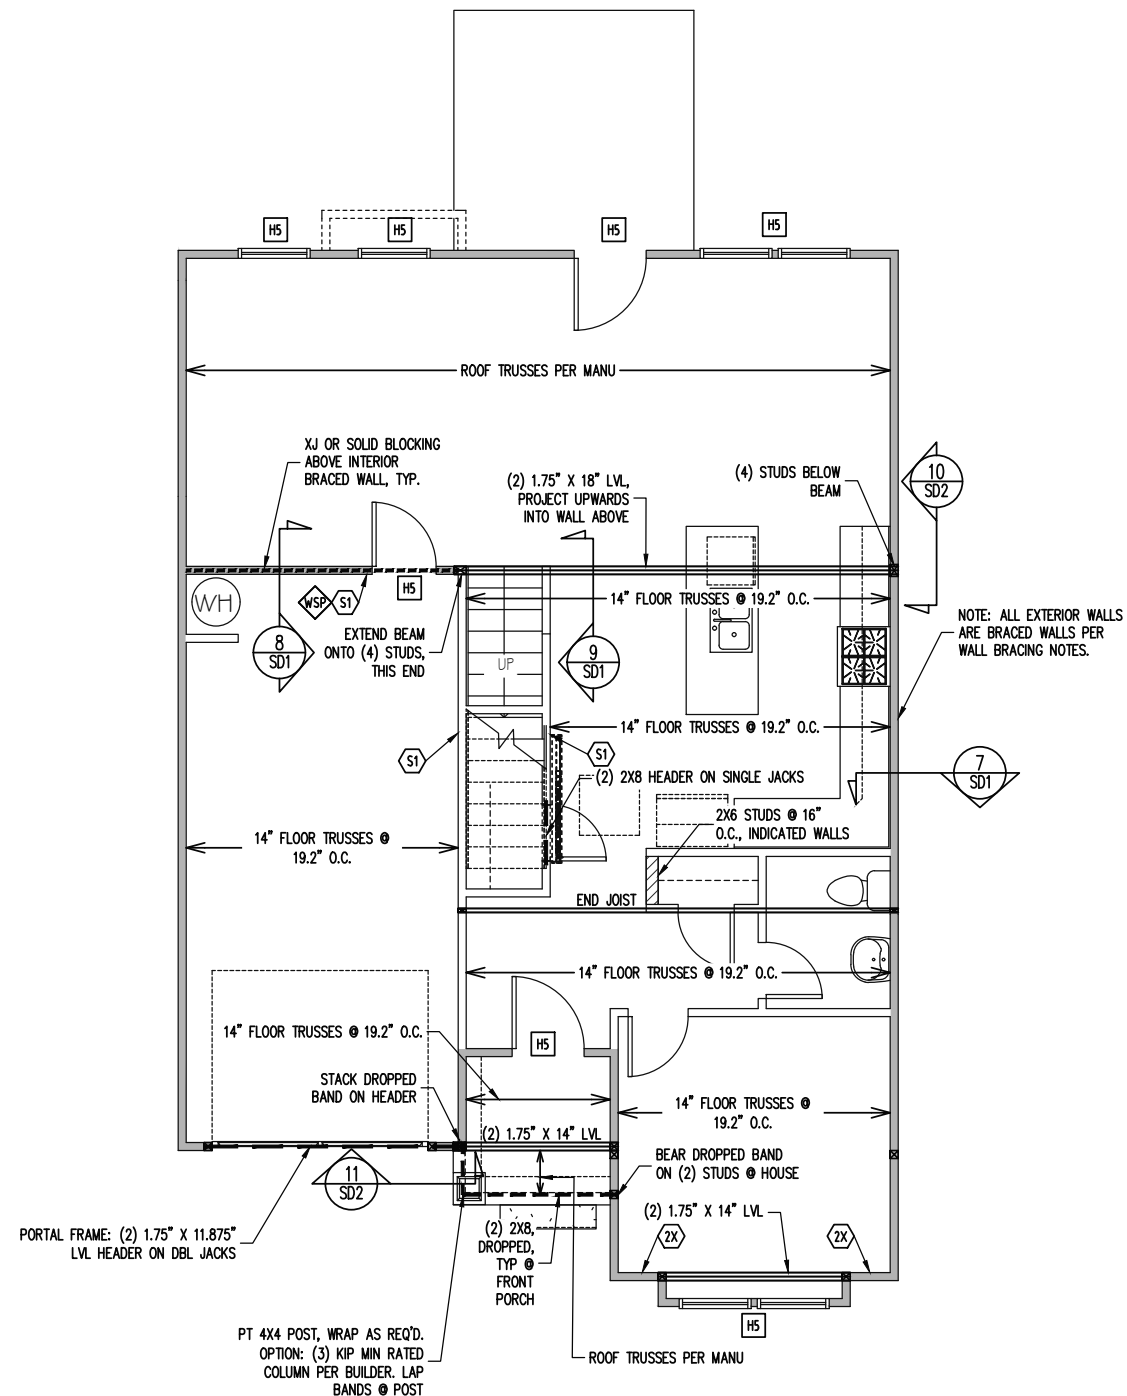 H5
H5
H5
H5
ROOF TRUSSES PER MANU
XJ OR SOLID BLOCKING
ABOVE INTERIOR
BRACED WALL, TYP.
(2) 1.75" X 18" LVL,
PROJECT UPWARDS
INTO WALL ABOVE
(4) STUDS BELOW
BEAM
10
SD2
WH
WSP
S1
H5
14" FLOOR TRUSSES @ 19.2" O.C.
NOTE: ALL EXTERIOR WALLS
ARE BRACED WALLS PER
WALL BRACING NOTES.
EXTEND BEAM
ONTO (4) STUDS,
THIS END
8
SD1
UP
9
SD1
14" FLOOR TRUSSES @ 19.2" O.C.
S1
S1
(2) 2X8 HEADER ON SINGLE JACKS
7
SD1
2X6 STUDS @ 16"
O.C., INDICATED WALLS
14" FLOOR TRUSSES @
19.2" O.C.
END JOIST
14" FLOOR TRUSSES @ 19.2" O.C.
14" FLOOR TRUSSES @ 19.2" O.C.
H5
STACK DROPPED
BAND ON HEADER
14" FLOOR TRUSSES @
19.2" O.C.
(2) 1.75" X 14" LVL
BEAR DROPPED BAND
ON (2) STUDS @ HOUSE
11
SD2
(2) 1.75" X 14" LVL
PORTAL FRAME: (2) 1.75" X 11.875"
LVL HEADER ON DBL JACKS
(2) 2X8,
DROPPED,
TYP @
FRONT
PORCH
2X
2X
H5
PT 4X4 POST, WRAP AS REQ'D.
OPTION: (3) KIP MIN RATED
COLUMN PER BUILDER. LAP
BANDS @ POST
ROOF TRUSSES PER MANU